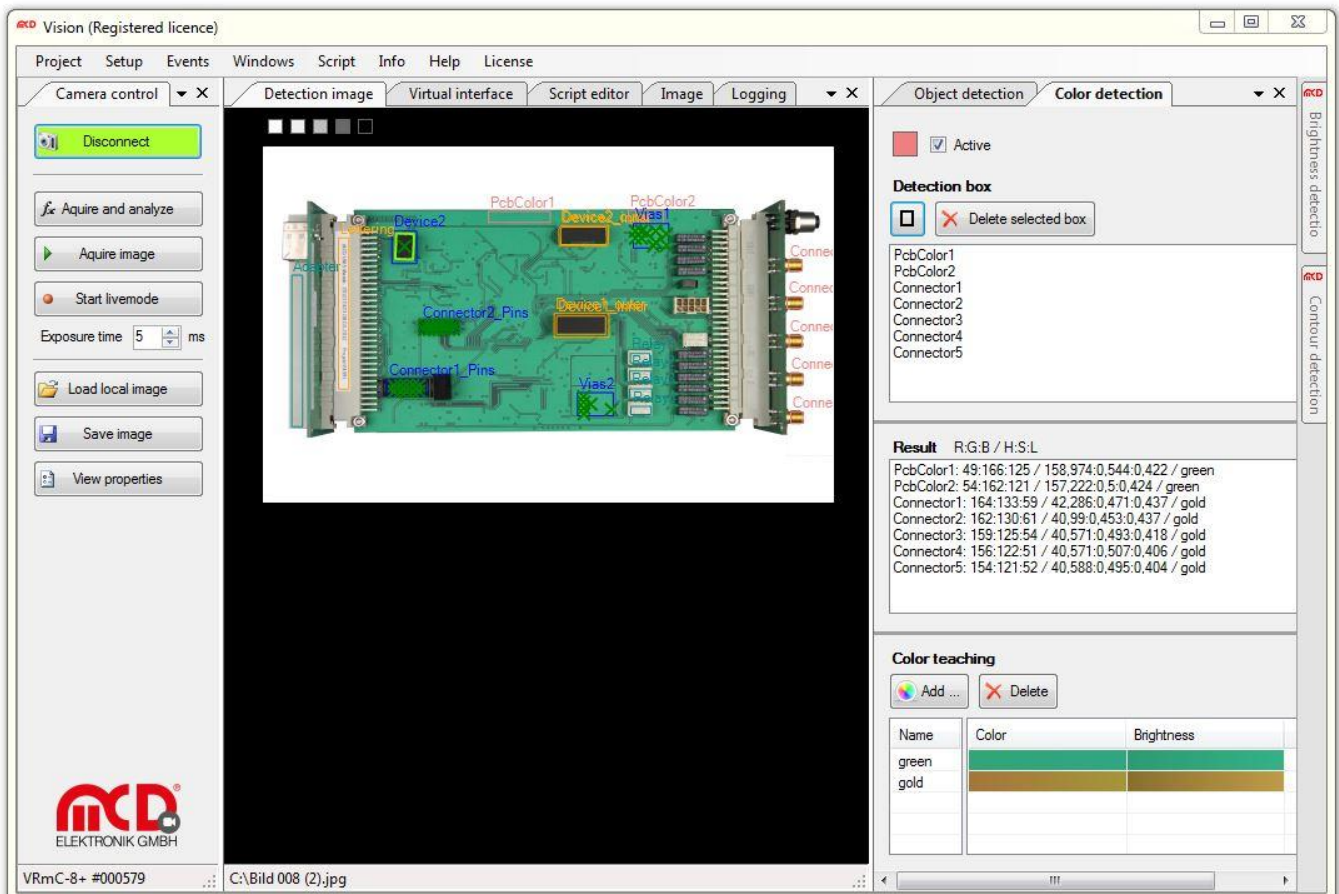 Vision (Registered licence)
Project Setup Events Windows Script Info Help License
Camera control
Disconnect
Aquire and analyze
Aquire image
Start livemode
Exposure time 5 ms
Load local image
Save image
View properties
MCD
ELEKTRONIK GMBH
VRmC-8+ #000579
Detection image Virtual interface Script editor Image Logging
PcbColor1
PcbColor2
Device2
Vias1
Adapter
Connector2_Pins
Connector1_Pins
Vias2
C:\Bild 008 (2).jpg
Object detection Color detection
Active
Detection box
Delete selected box
PcbColor1
PcbColor2
Connector1
Connector2
Connector3
Connector4
Connector5
Result R:G:B / H:S:L
PcbColor1: 49:166:125 / 158,974:0,544:0,422 / green
PcbColor2: 54:162:121 / 157,222:0,5:0,424 / green
Connector1: 164:133:59 / 42,286:0,471:0,437 / gold
Connector2: 162:130:61 / 40,99:0,453:0,437 / gold
Connector3: 159:125:54 / 40,571:0,493:0,418 / gold
Connector4: 156:122:51 / 40,571:0,507:0,406 / gold
Connector5: 154:121:52 / 40,588:0,495:0,404 / gold
Color teaching
Add ... Delete
Name Color Brightness
green
gold
MCD Brightness detectio
MCD Contour detection